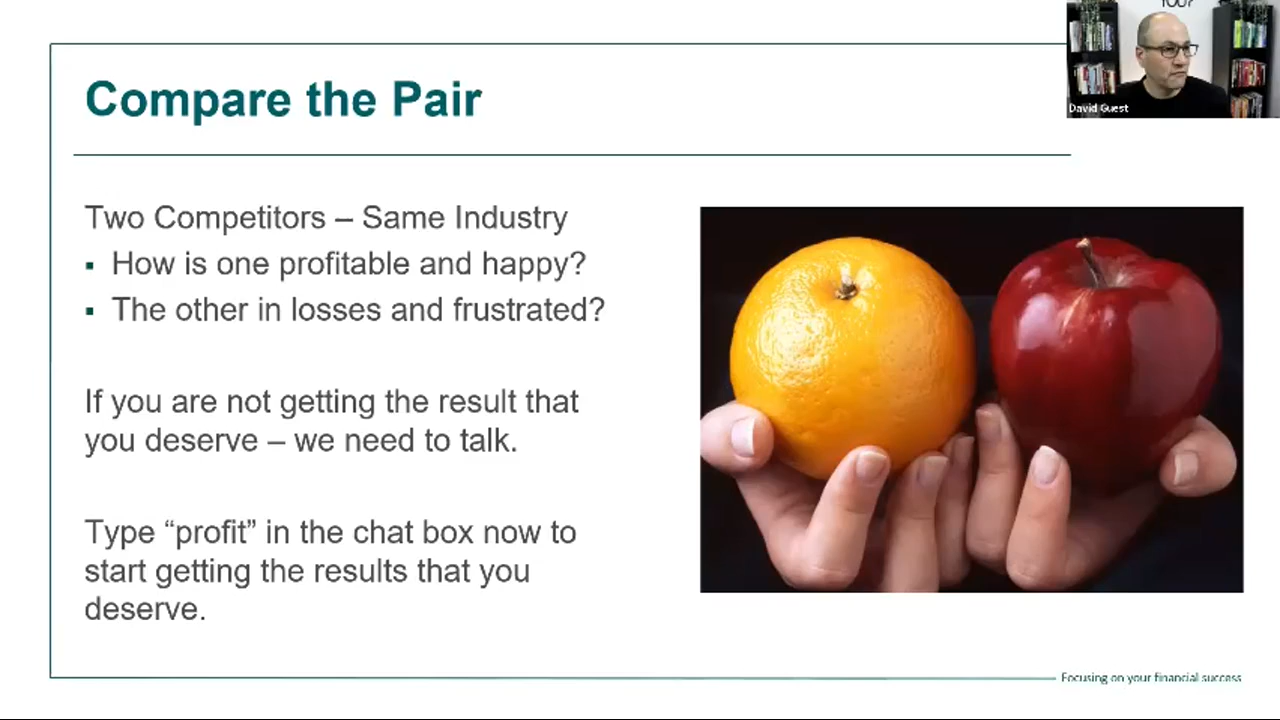 YOU?
David Guest
Compare the Pair
Two Competitors – Same Industry
▪ How is one profitable and happy?
▪ The other in losses and frustrated?
If you are not getting the result that
you deserve – we need to talk.
Type “profit” in the chat box now to
start getting the results that you
deserve.
Focusing on your financial success